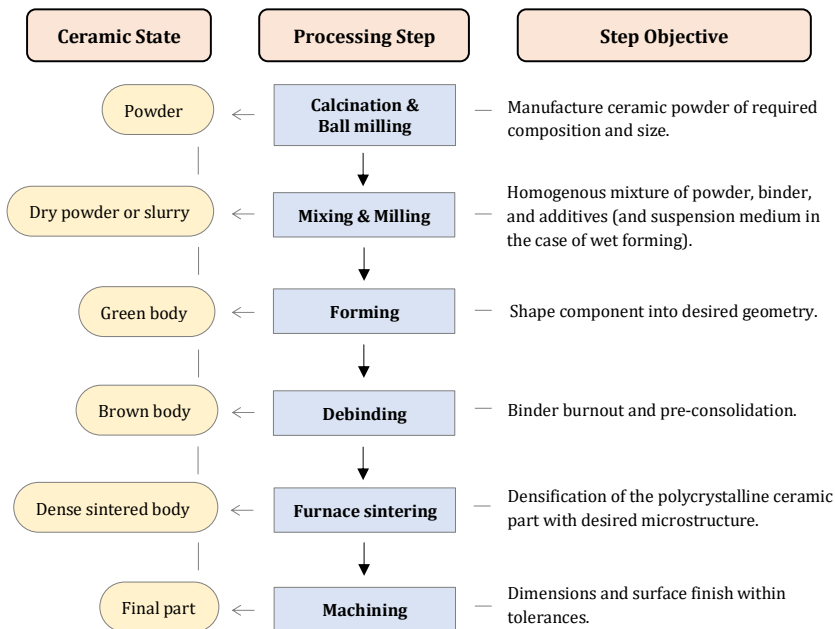 Ceramic State
Processing Step
Step Objective
Powder
Calcination &
Ball milling
Manufacture ceramic powder of required
composition and size.
Dry powder or slurry
Mixing & Milling
Homogenous mixture of powder, binder,
and additives (and suspension medium in
the case of wet forming).
Green body
Forming
Shape component into desired geometry.
Brown body
Debinding
Binder burnout and pre-consolidation.
Dense sintered body
Furnace sintering
Densification of the polycrystalline ceramic
part with desired microstructure.
Final part
Machining
Dimensions and surface finish within
tolerances.